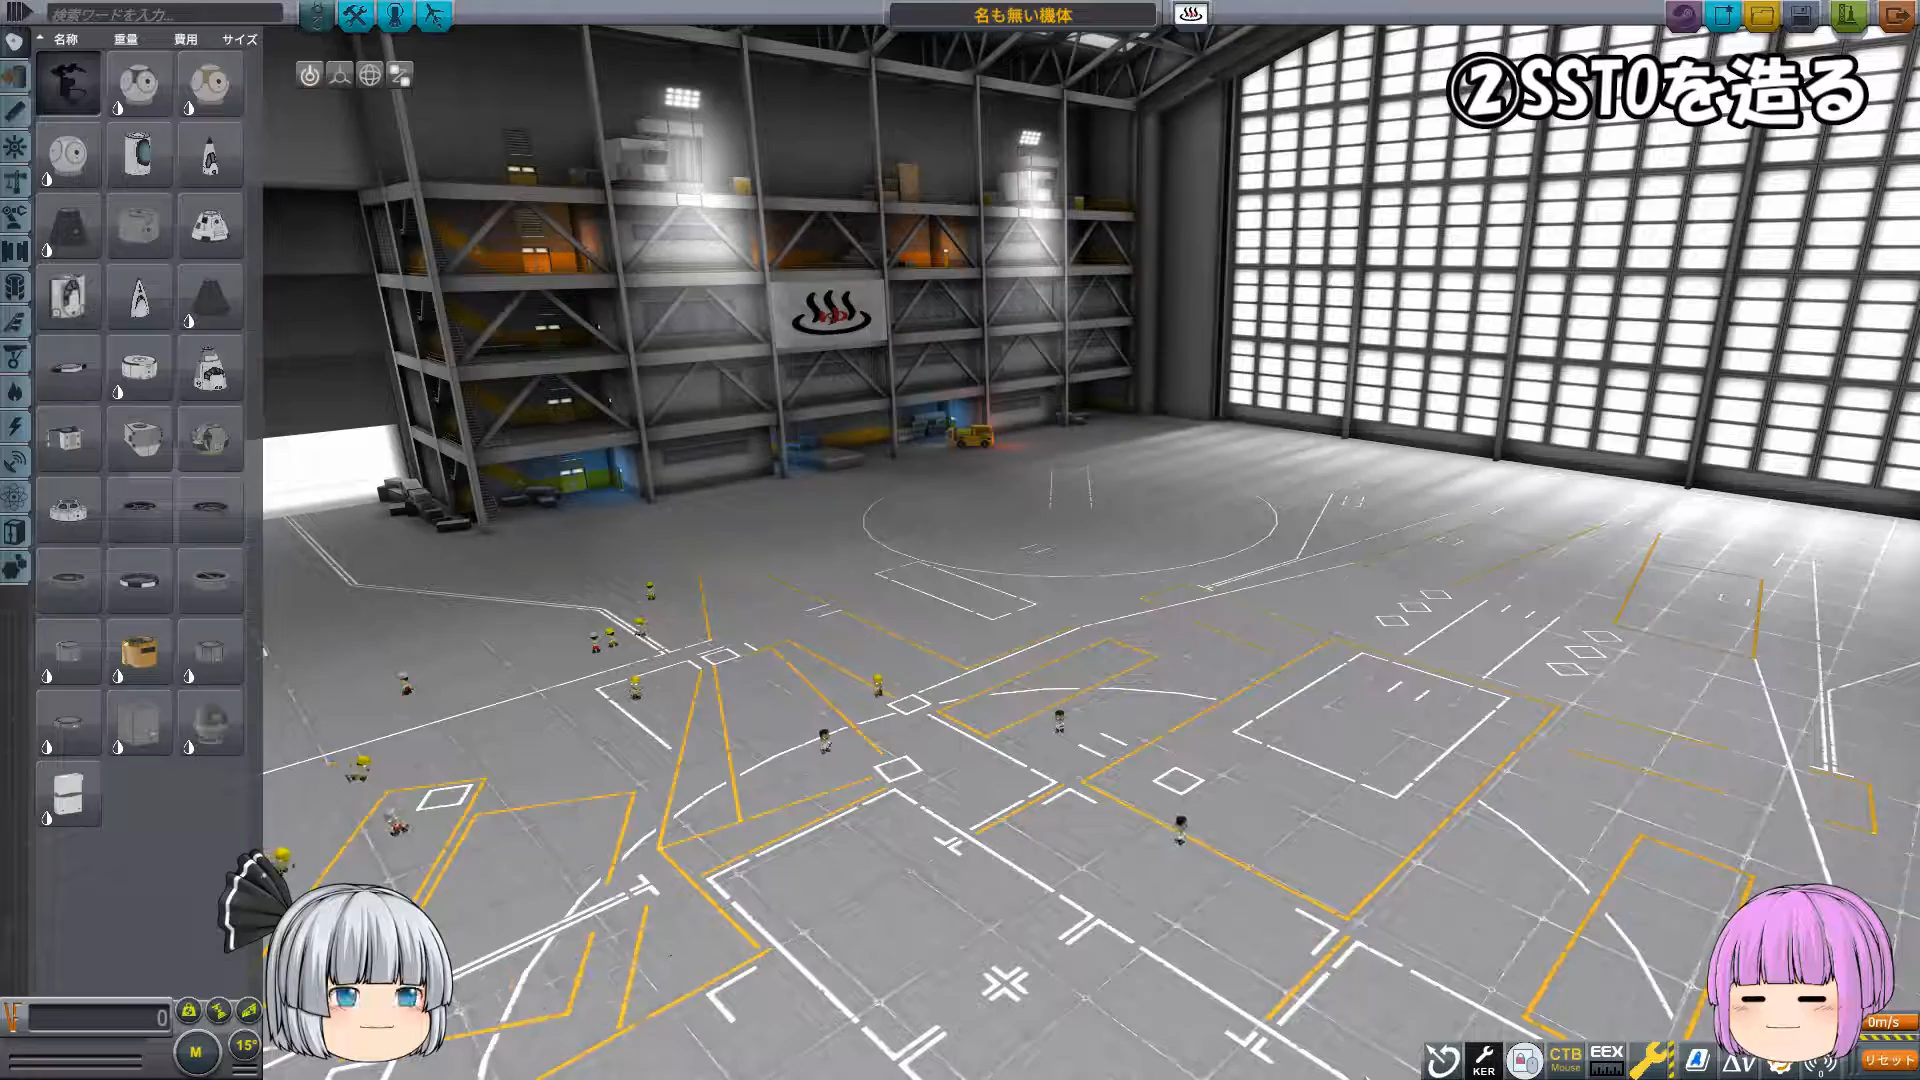 検索ワードを入力...
名も無い機体
名称 重量 費用 サイズ
②SSTOを造る
0
M
15°
0m/s
KER
CTB
Mouse
EEX
ΔV
0
リセット